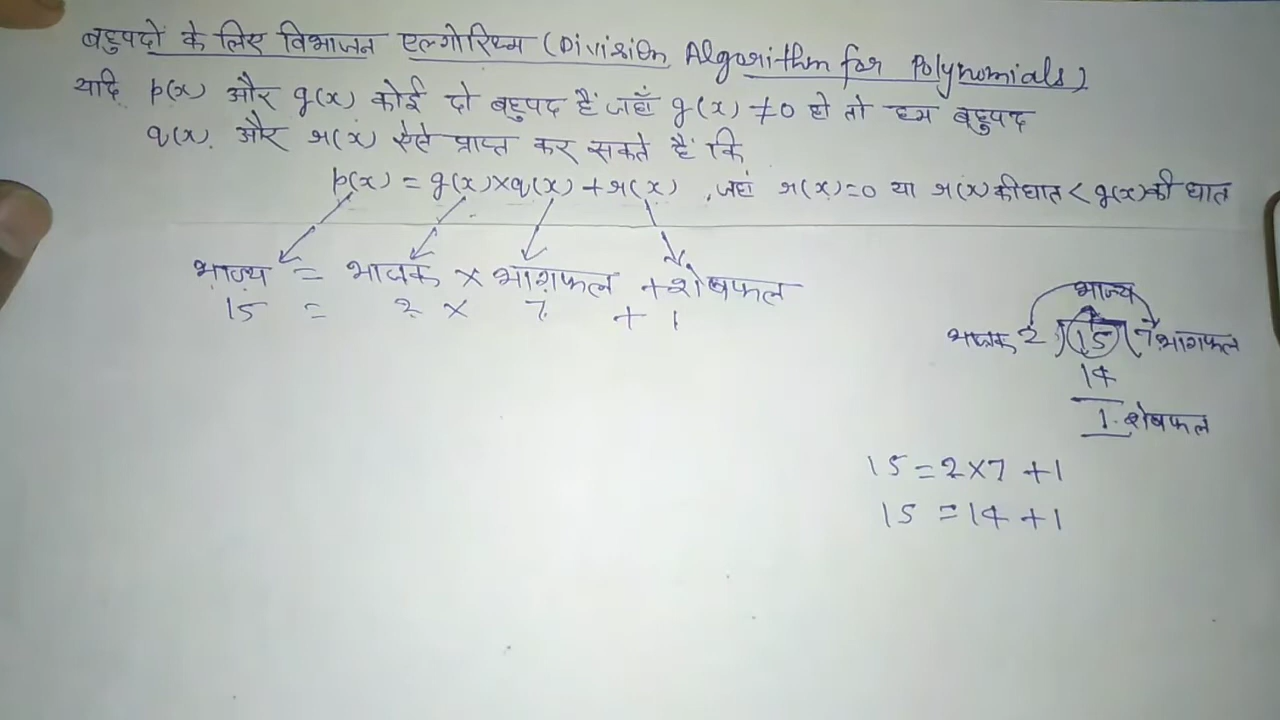 बहुपदों के लिए विभाजन एल्गोरिथ्म (Division Algorithm for Polynomials)
यदि p(x) और g(x) कोई दो बहुपद हैं जहाँ g(x) ≠ 0 हो तो हम बहुपद
q(x) और r(x) ऐसे प्राप्त कर सकते हैं कि
p(x) = g(x) × q(x) + r(x), जहाँ r(x) = 0 या r(x) की घात < g(x) की घात
भाज्य = भाजक × भागफल + शेषफल
15 = 2 × 7 + 1
भाज्य
भाजक 2 ) 15 ( 7 भागफल
14
1 शेषफल
15 = 2 × 7 + 1
15 = 14 + 1